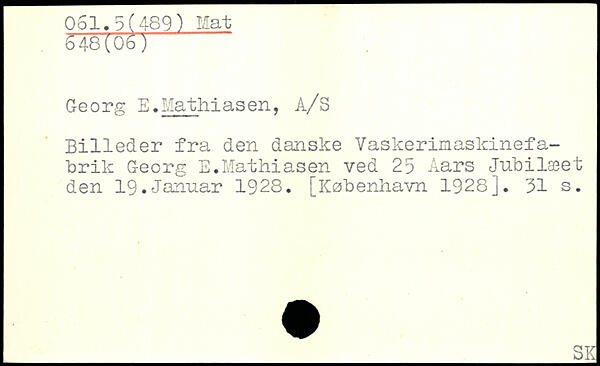 061.5(489) Mat
648(06)
Georg E.Mathiasen, A/S
Billeder fra den danske Vaskerimaskinefa-
brik Georg E.Mathiasen ved 25 Aars Jubilæet
den 19.Januar 1928. [København 1928]. 31 s.
SK